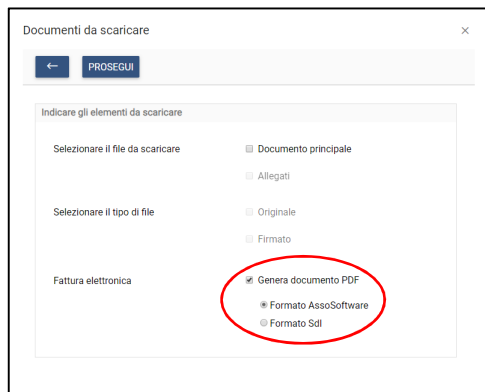 Documenti da scaricare
PROSEGUI
Indicare gli elementi da scaricare
Selezionare il file da scaricare
Documento principale
Allegati
Selezionare il tipo di file
Originale
Firmato
Fattura elettronica
Genera documento PDF
Formato AssoSoftware
Formato SdI